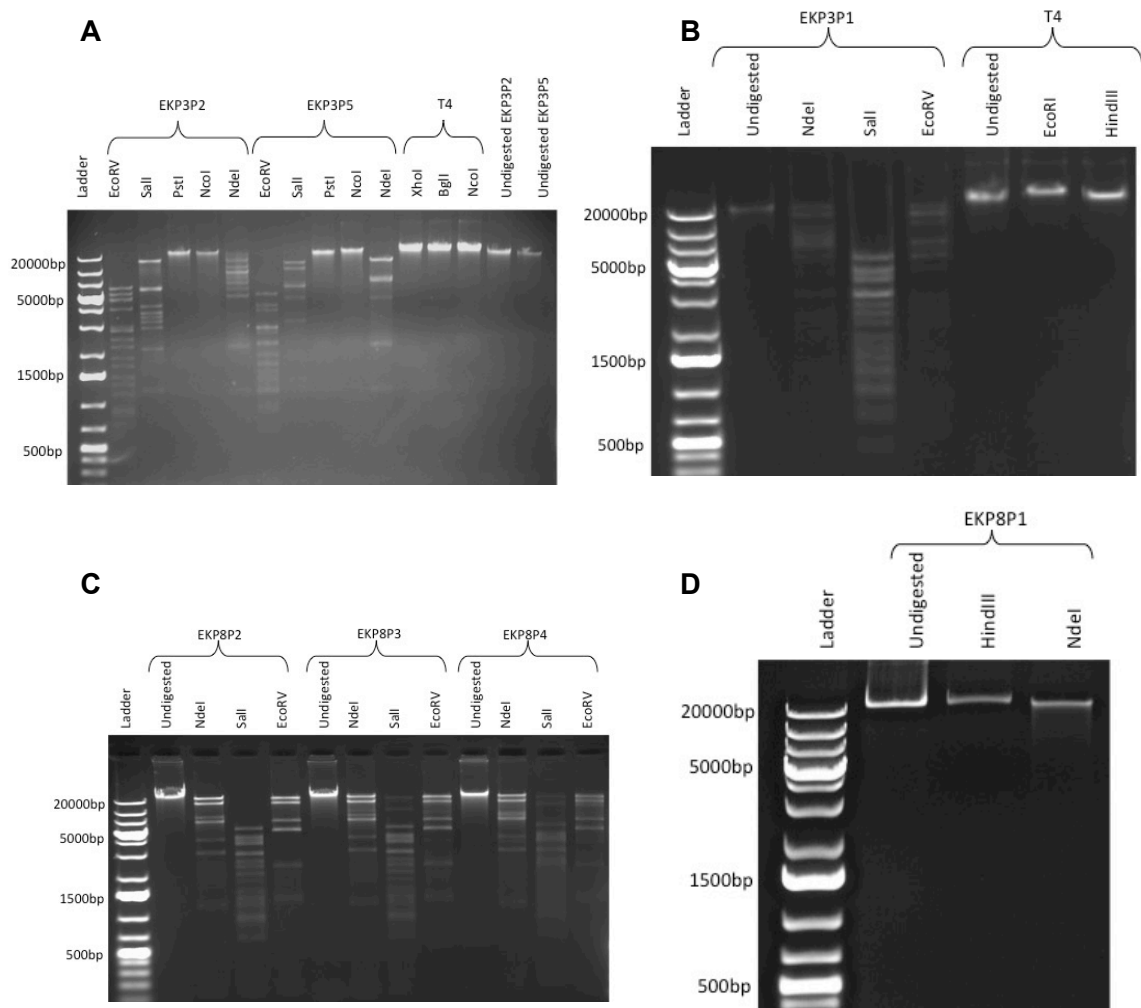 A
EKP3P2
EKP3P5
T4
Ladder
EcoRV
SalI
PstI
NcoI
NdeI
EcoRV
SalI
PstI
NcoI
NdeI
XhoI
BglI
NcoI
Undigested EKP3P2
Undigested EKP3P5
20000bp
5000bp
1500bp
500bp
B
EKP3P1
T4
Ladder
Undigested
NdeI
SalI
EcoRV
Undigested
EcoRI
HindIII
20000bp
5000bp
1500bp
500bp
C
EKP8P2
EKP8P3
EKP8P4
Ladder
Undigested
NdeI
SalI
EcoRV
Undigested
NdeI
SalI
EcoRV
Undigested
NdeI
SalI
EcoRV
20000bp
5000bp
1500bp
500bp
D
EKP8P1
Ladder
Undigested
HindIII
NdeI
20000bp
5000bp
1500bp
500bp